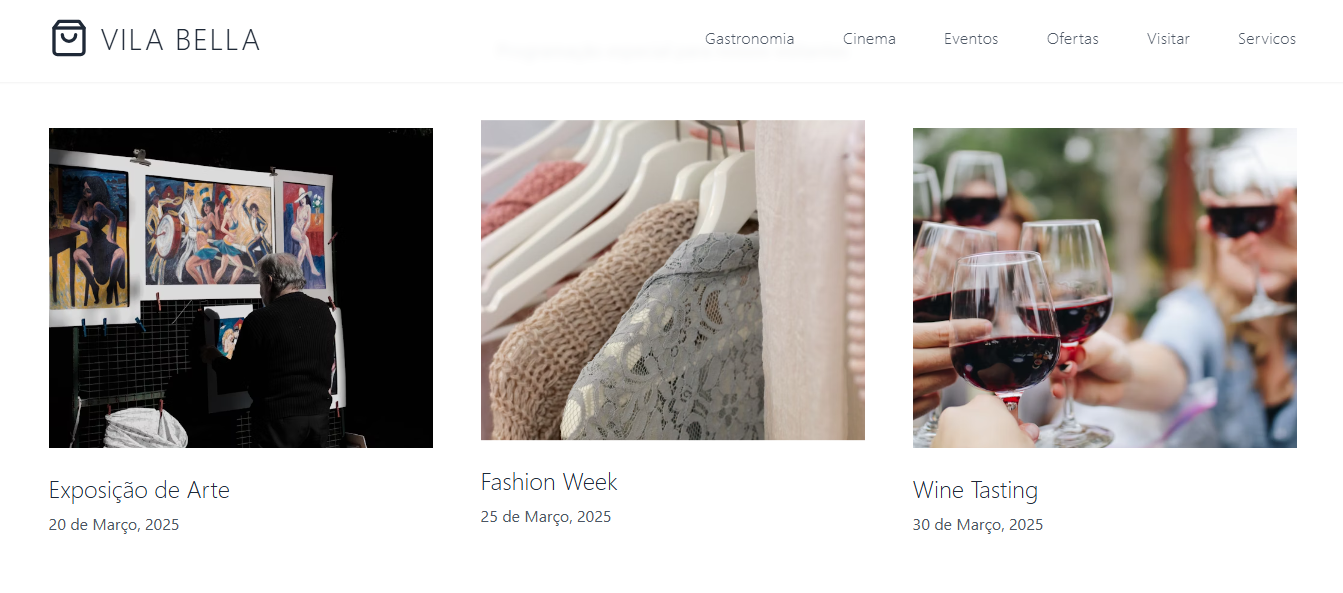 VILA BELLA
Gastronomia
Cinema
Eventos
Ofertas
Visitar
Servicos
Exposição de Arte
20 de Março, 2025
Fashion Week
25 de Março, 2025
Wine Tasting
30 de Março, 2025